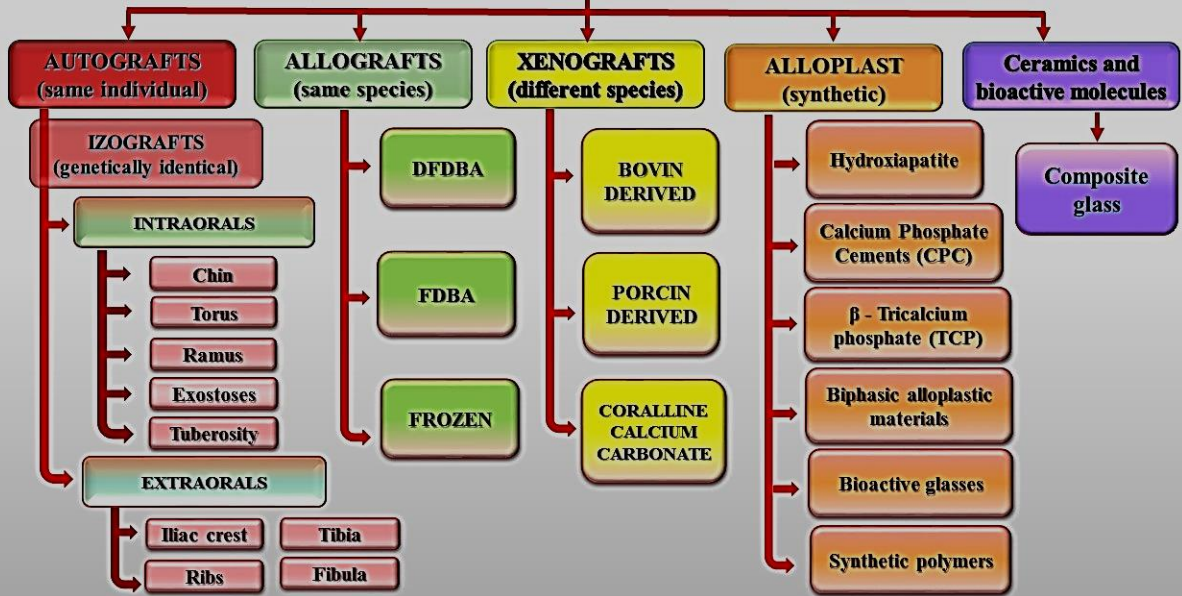 AUTOGRAFTS
(same individual)
IZOGRAFTS
(genetically identical)
INTRAORALS
Chin
Torus
Ramus
Exostoses
Tuberosity
EXTRAORALS
Iliac crest
Tibia
Ribs
Fibula
ALLOGRAFTS
(same species)
DFDBA
FDBA
FROZEN
XENOGRAFTS
(different species)
BOVIN
DERIVED
PORCIN
DERIVED
CORALLINE
CALCIUM
CARBONATE
ALLOPLAST
(synthetic)
Hydroxiapatite
Calcium Phosphate
Cements (CPC)
β - Tricalcium
phosphate (TCP)
Biphasic alloplastic
materials
Bioactive glasses
Synthetic polymers
Ceramics and
bioactive molecules
Composite
glass